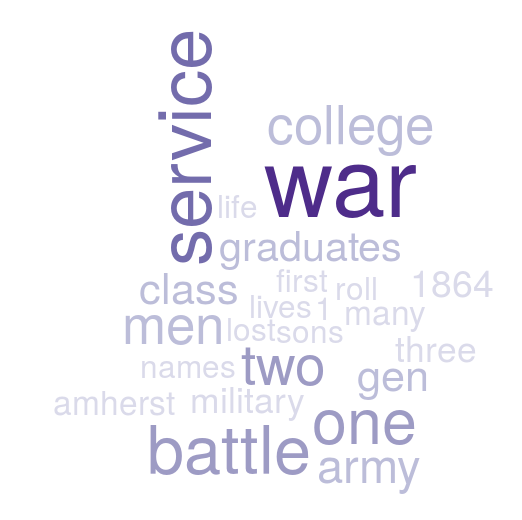 service
college
war
life
graduates
class
first
roll
1864
lives
1
many
men
lost
sons
three
names
two
gen
amherst
military
one
battle
army